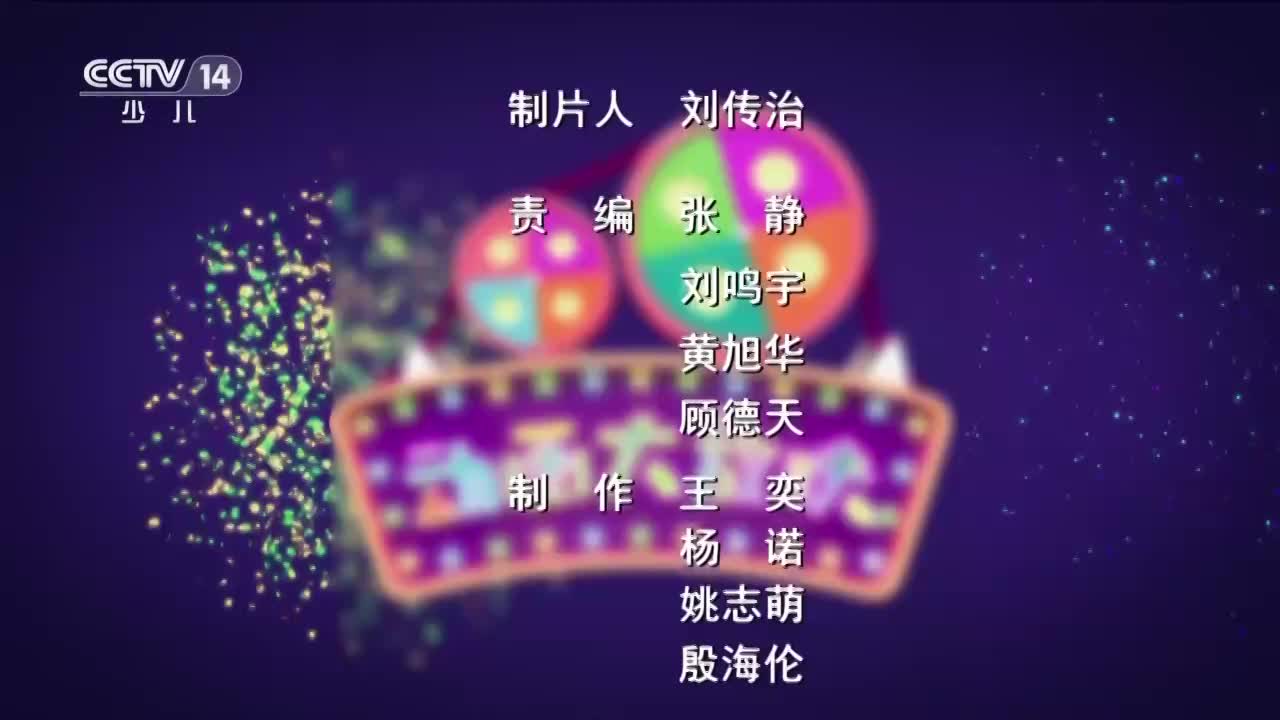 CCTV 14
少儿
制片人 刘传治
责编 张静
刘鸣宇
黄旭华
顾德天
制作 王奕
杨诺
姚志萌
殷海伦